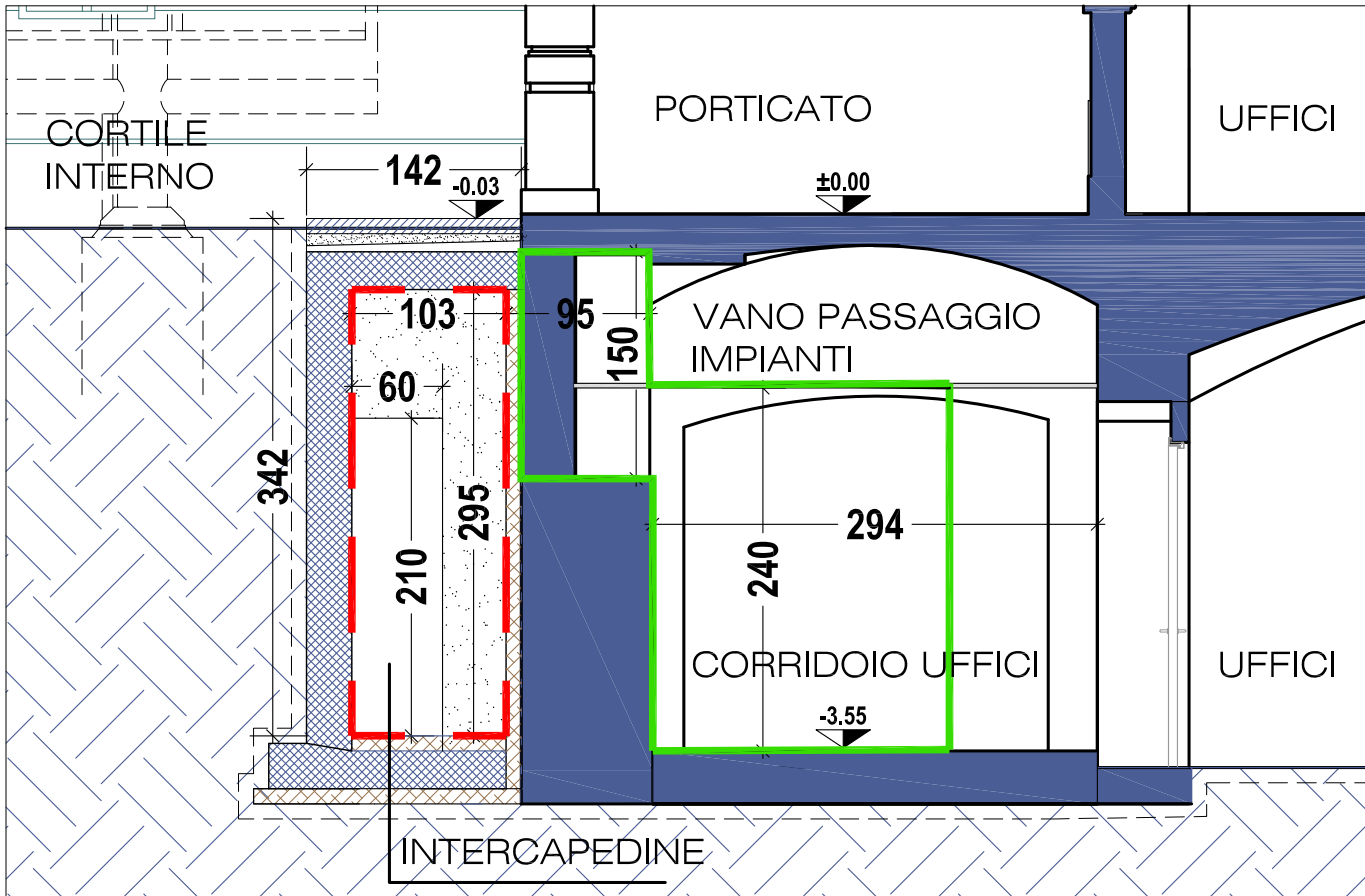 PORTICATO
UFFICI
CORTILE
INTERNO
142
-0.03
±0.00
103
95
VANO PASSAGGIO
IMPIANTI
150
60
342
295
294
210
240
CORRIDOIO UFFICI
UFFICI
-3.55
INTERCAPEDINE